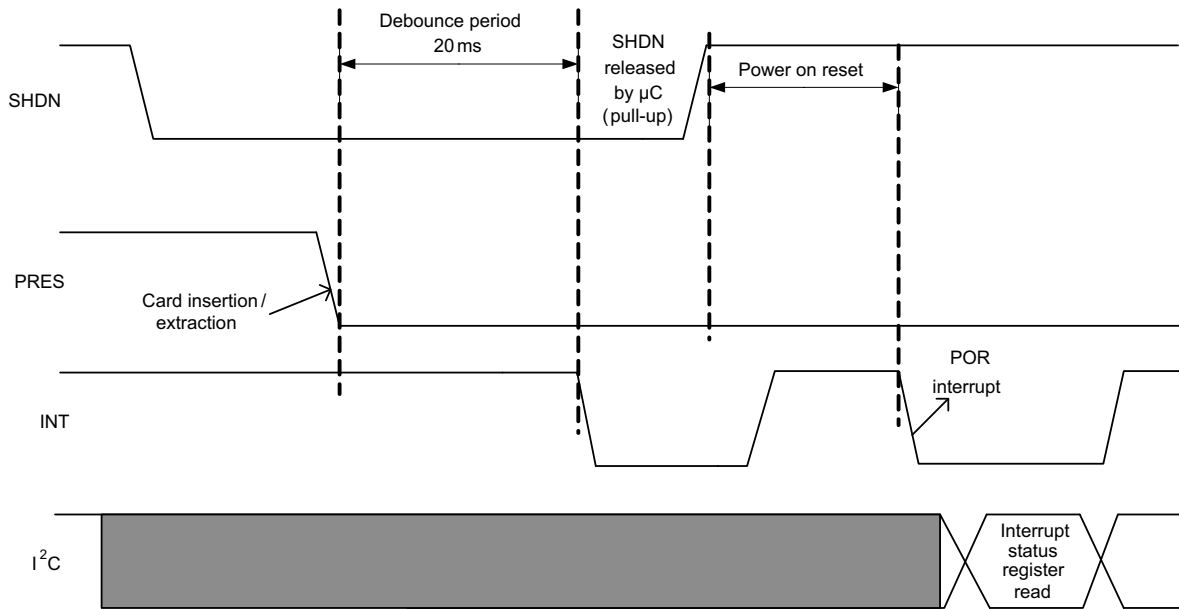 Debounce period
20 ms
SHDN
released
by µC
(pull-up)
Power on reset
SHDN
PRES
Card insertion /
extraction
POR
interrupt
INT
I²C
Interrupt
status
register
read